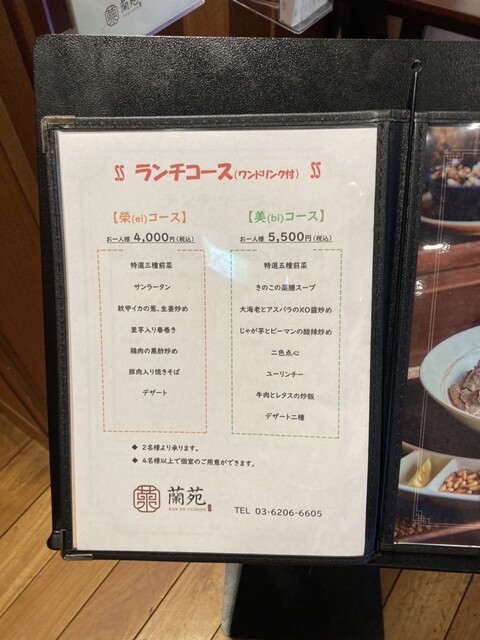 ランチコース(ワンドリンク付)
【榮(ei)コース】
お一人様 4,000円(税込)
特選三種前菜
サンラータン
紋甲イカの葱、生姜炒め
里芋入り春巻き
鶏肉の黒酢炒め
豚肉入り焼きそば
デザート
【美(bi)コース】
お一人様 5,500円(税込)
特選五種前菜
きのこの薬膳スープ
大海老とアスパラのXO醤炒め
じゃが芋とピーマンの酸辣炒め
二色点心
ユーリンチー
牛肉とレタスの炒飯
デザート二種
◆ 2名様より承ります。
◆ 4名様以上で個室のご用意ができます。
蘭苑
RAN EN CUISINE
TEL 03-6206-6605